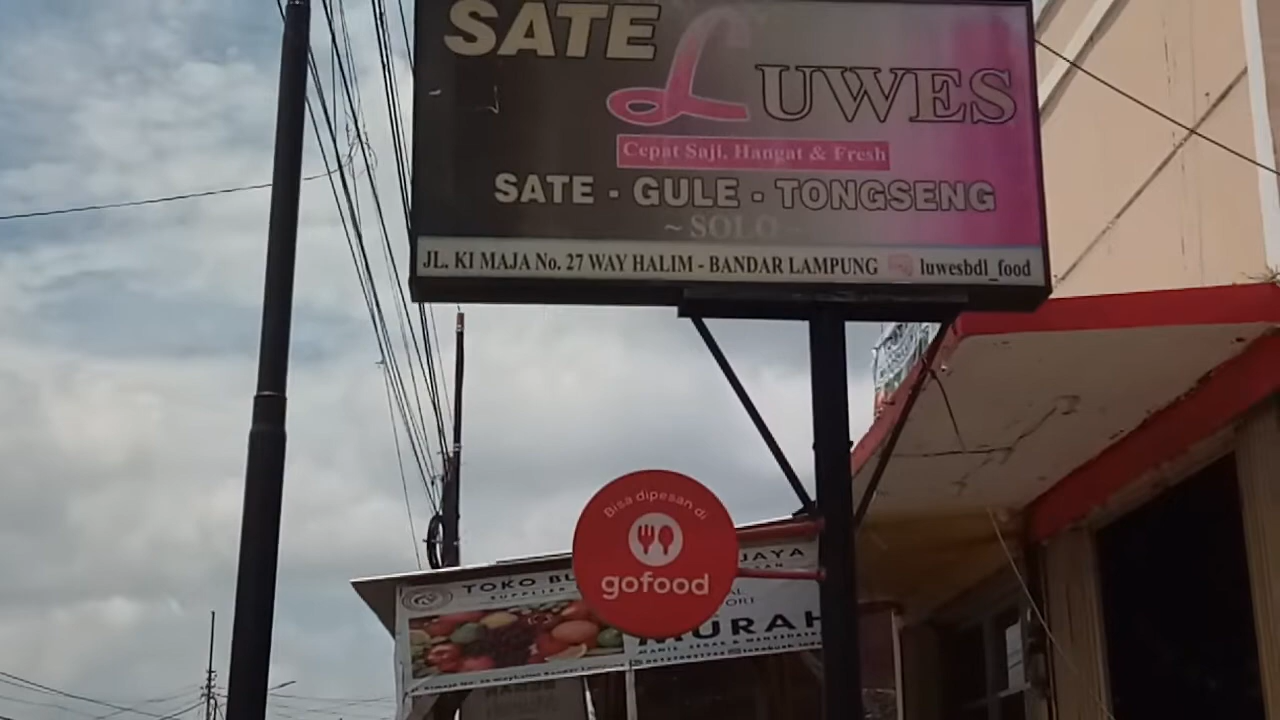 SATE
LUWES
Cepat Saji, Hangat & Fresh
SATE - GULE - TONGSENG
~ SOLO ~
JL. KI MAJA No. 27 WAY HALIM - BANDAR LAMPUNG luwesbdl_food
Bisa dipesan di
gofood
TOKO BU JAYA
SUPPLIER
MURAH